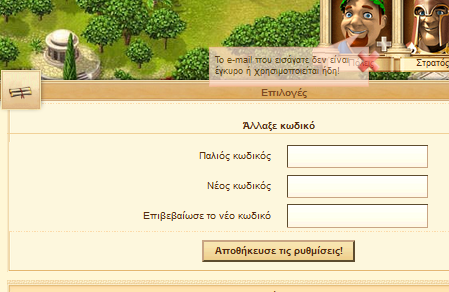 Το e-mail που εισάγατε δεν είναι
έγκυρο ή χρησιμοποιείται ήδη!
Στρατός
Επιλογές
Άλλαξε κωδικό
Παλιός κωδικός
Νέος κωδικός
Επιβεβαίωσε το νέο κωδικό
Αποθήκευσε τις ρυθμίσεις!